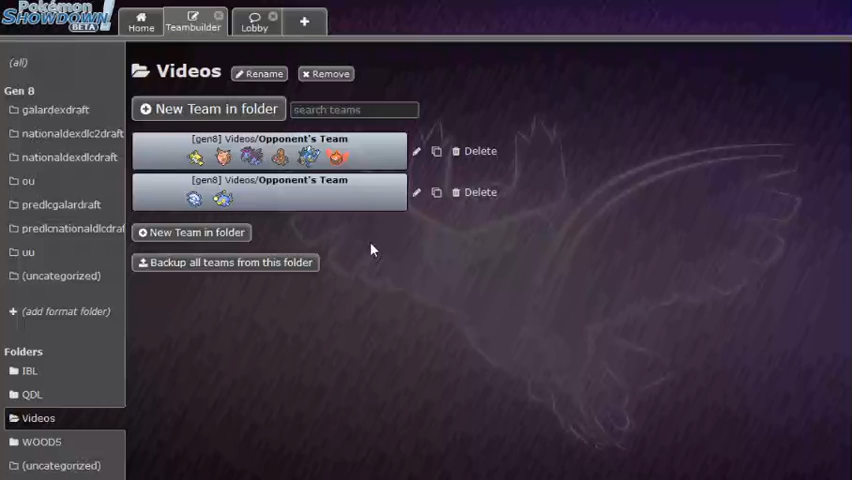 Pokémon
SHOWDOWN!
BETA
Home
Teambuilder
Lobby
(all)
Gen 8
galardexdraft
nationaldexdlc2draft
nationaldexdlcdraft
ou
predlcgalardraft
predlcnationaldlcdraf
uu
(uncategorized)
(add format folder)
Folders
IBL
QDL
Videos
WOODS
(uncategorized)
Videos
Rename
Remove
New Team in folder
search teams
[gen8] Videos/Opponent's Team
Delete
[gen8] Videos/Opponent's Team
Delete
New Team in folder
Backup all teams from this folder